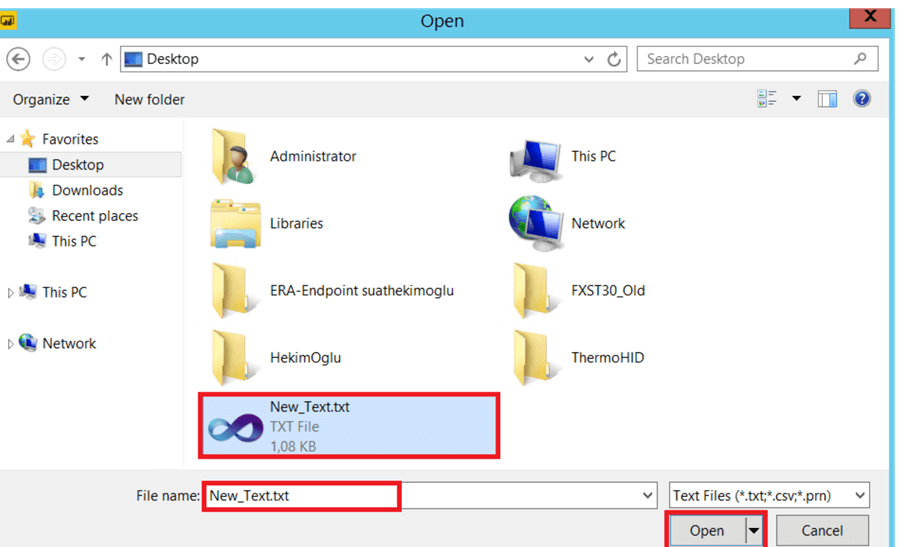 Open
X
Desktop
Search Desktop
Organize
New folder
Favorites
Desktop
Downloads
Recent places
This PC
This PC
Network
Administrator
This PC
Libraries
Network
ERA-Endpoint suathekimoglu
FXST30_Old
HekimOglu
ThermoHID
New_Text.txt
TXT File
1,08 KB
File name:
New_Text.txt
Text Files (*.txt;*.csv;*.prn)
Open
Cancel